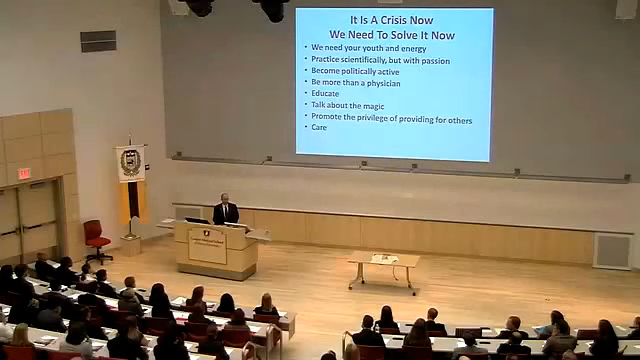 It Is A Crisis Now
We Need To Solve It Now
• We need your youth and energy
• Practice scientifically, but with passion
• Become politically active
• Be more than a physician
• Educate
• Talk about the magic
• Promote the privilege of providing for others
• Care
EXIT